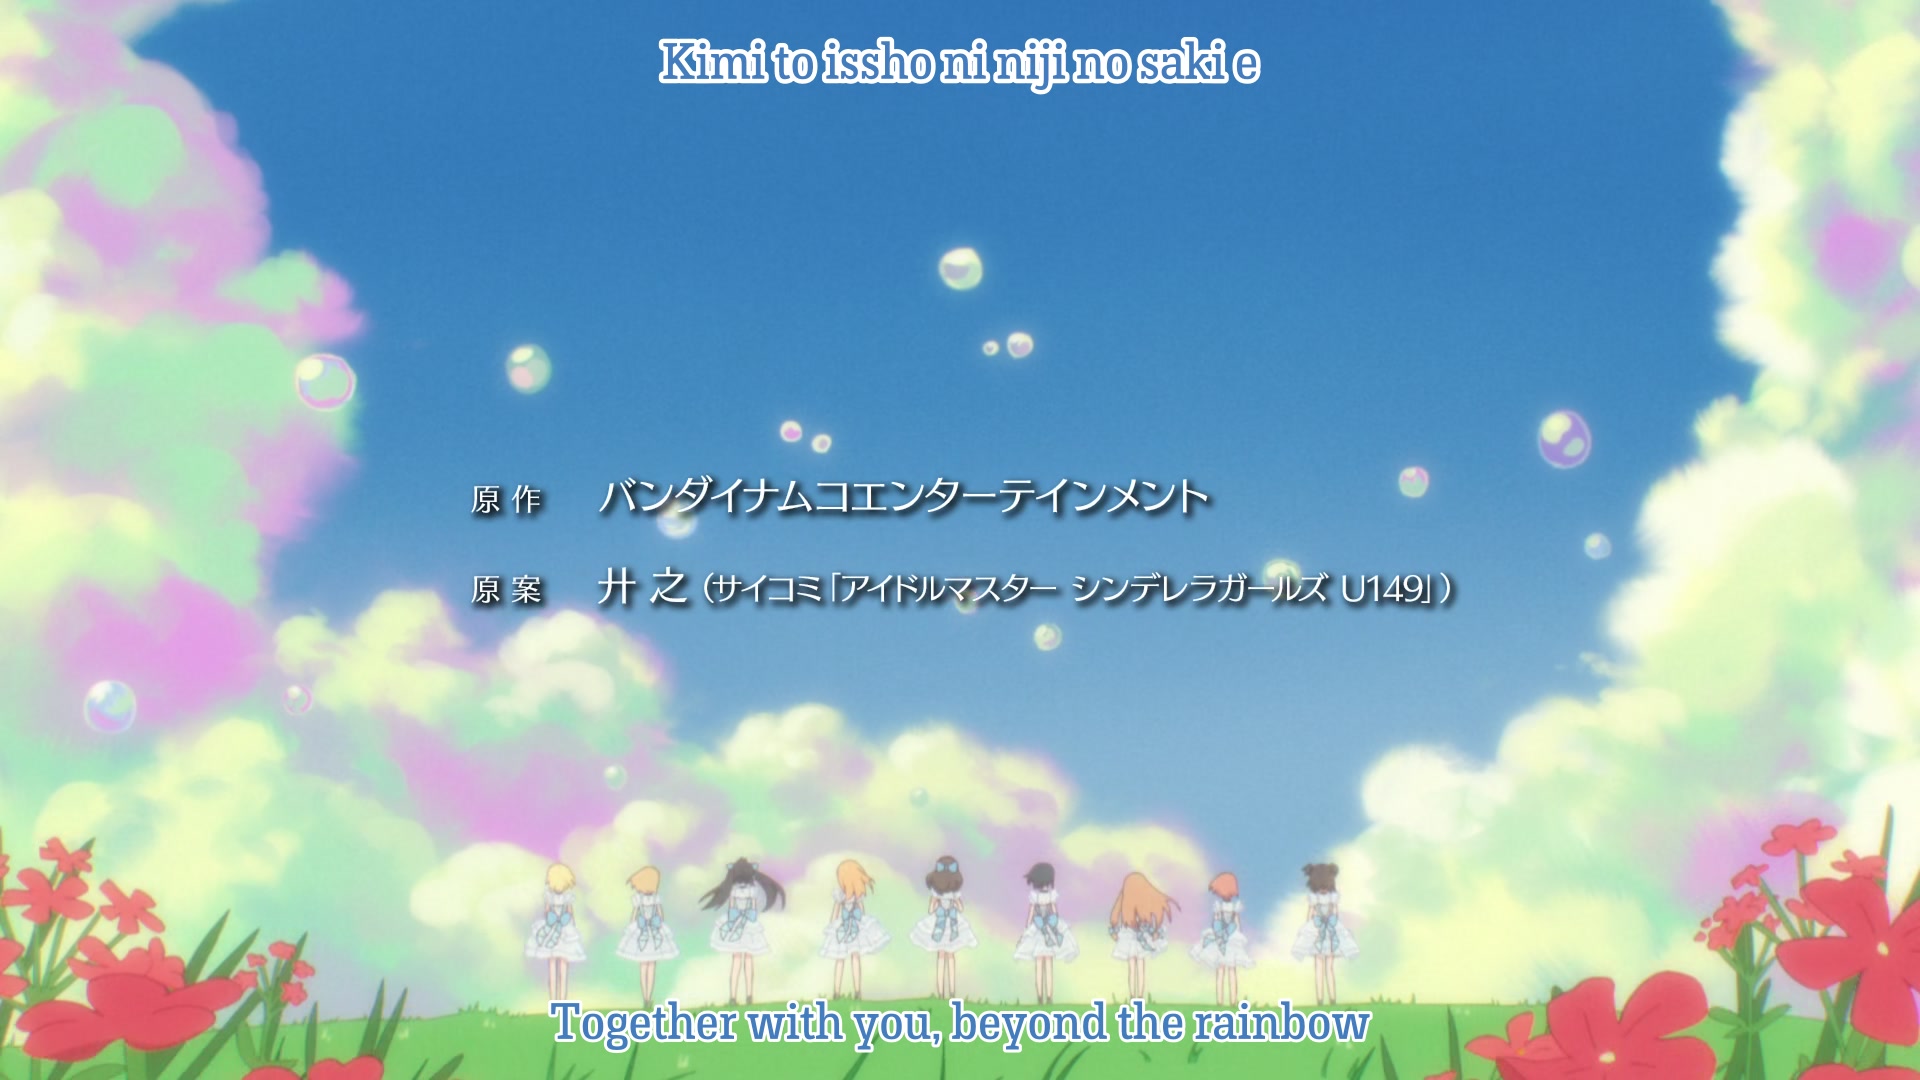 Kimi to issho ni niji no saki e
原作 バンダイナムコエンターテインメント
原案 廾之(サイコミ「アイドルマスター シンデレラガールズ U149」)
Together with you, beyond the rainbow